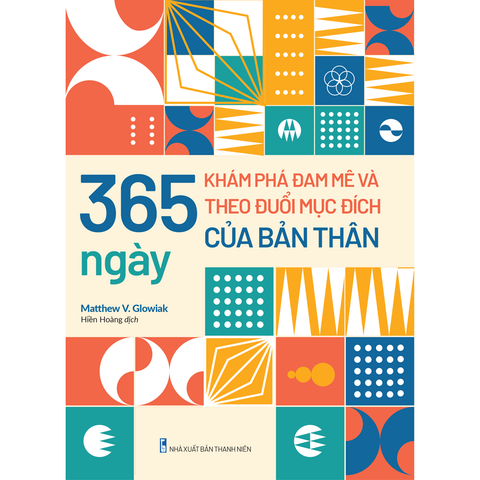 365
ngày
KHÁM PHÁ ĐAM MÊ VÀ
THEO ĐUỔI MỤC ĐÍCH
CỦA BẢN THÂN
Matthew V. Glowiak
Hiền Hoàng dịch
NHÀ XUẤT BẢN THANH NIÊN